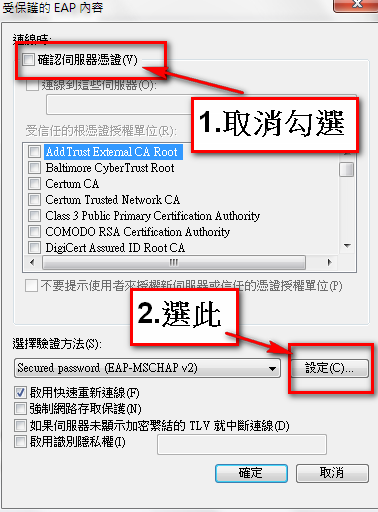 受保護的 EAP 內容
連線時:
確認伺服器憑證(V)
連線到這些伺服器(O):
1.取消勾選
受信任的根憑證授權單位(R):
AddTrust External CA Root
Baltimore CyberTrust Root
Certum CA
Certum Trusted Network CA
Class 3 Public Primary Certification Authority
COMODO RSA Certification Authority
DigiCert Assured ID Root CA
不要提示使用者來授權新伺服器或信任的憑證授權單位(P)
2.選此
選擇驗證方法(S):
Secured password (EAP-MSCHAP v2)
設定(C)...
啟用快速重新連線(F)
強制網路存取保護(N)
如果伺服器未顯示加密繫結的 TLV 就中斷連線(D)
啟用識別隱私權(I)
確定
取消